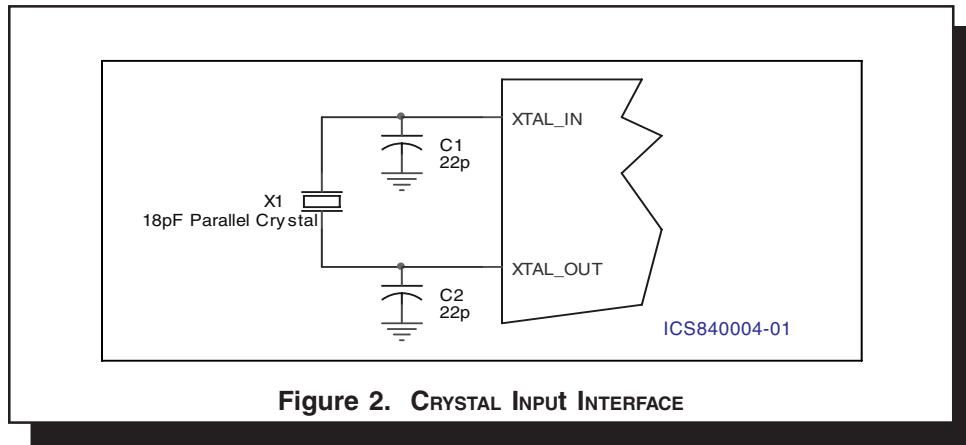 XTAL_IN
C1
22p
X1
18pF Parallel Crystal
XTAL_OUT
C2
22p
ICS840004-01
Figure 2. CRYSTAL INPUt INTERFACE